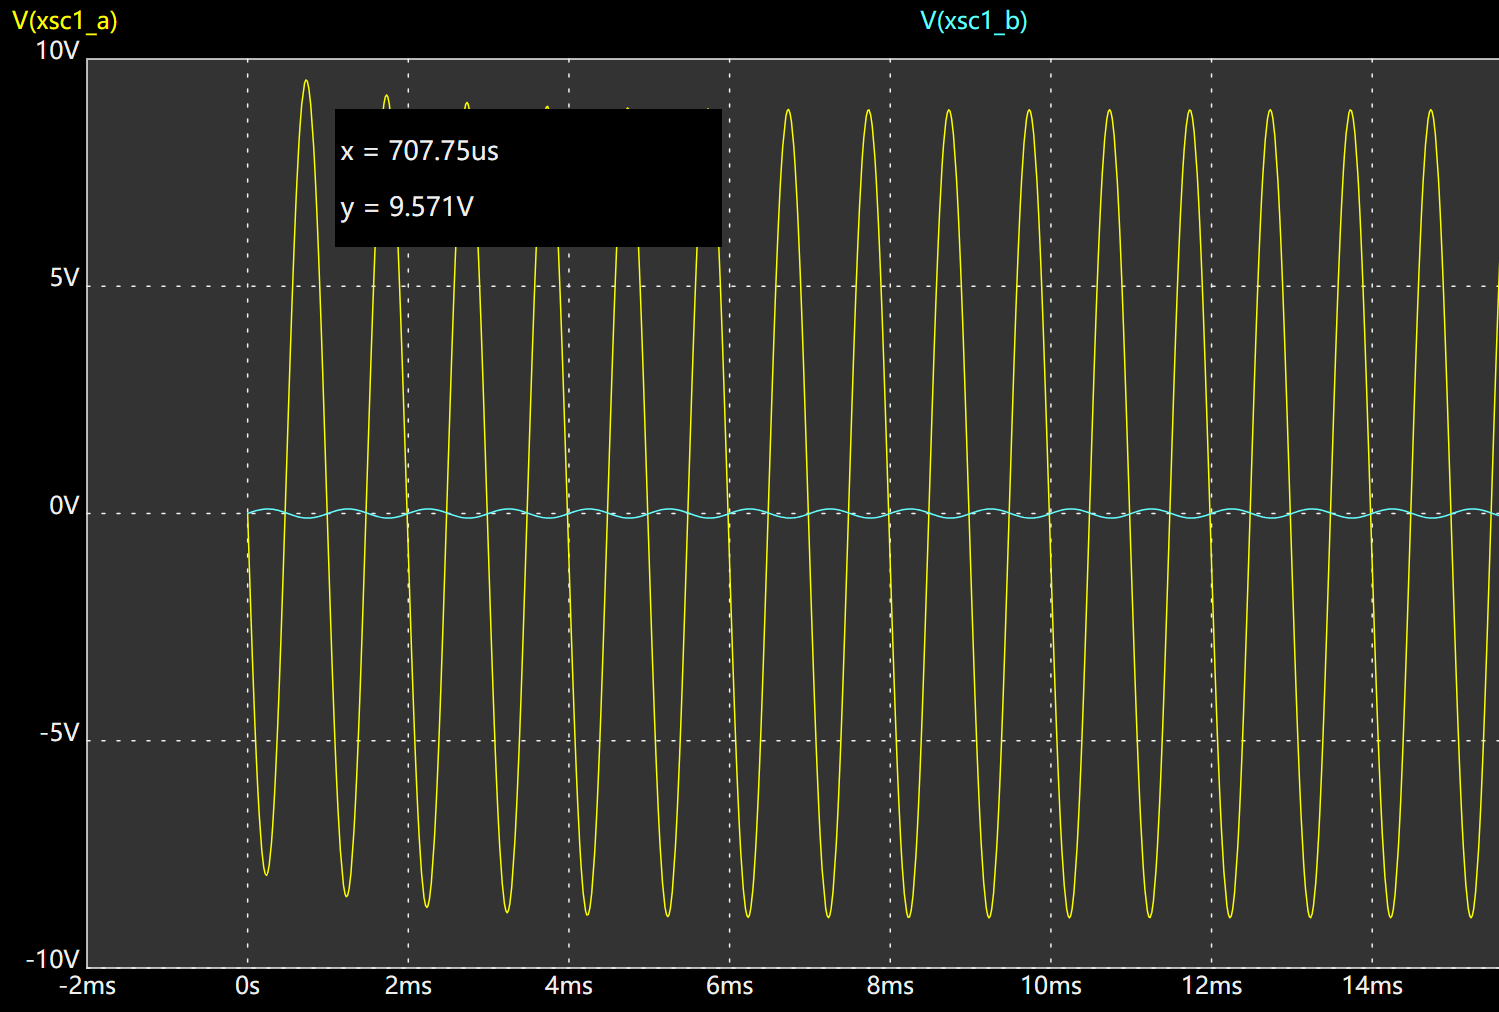 V(xsc1_a) V(xsc1_b)
10V
x = 707.75us
y = 9.571V
5V
0V
-5V
-10V
-2ms 0s 2ms 4ms 6ms 8ms 10ms 12ms 14ms